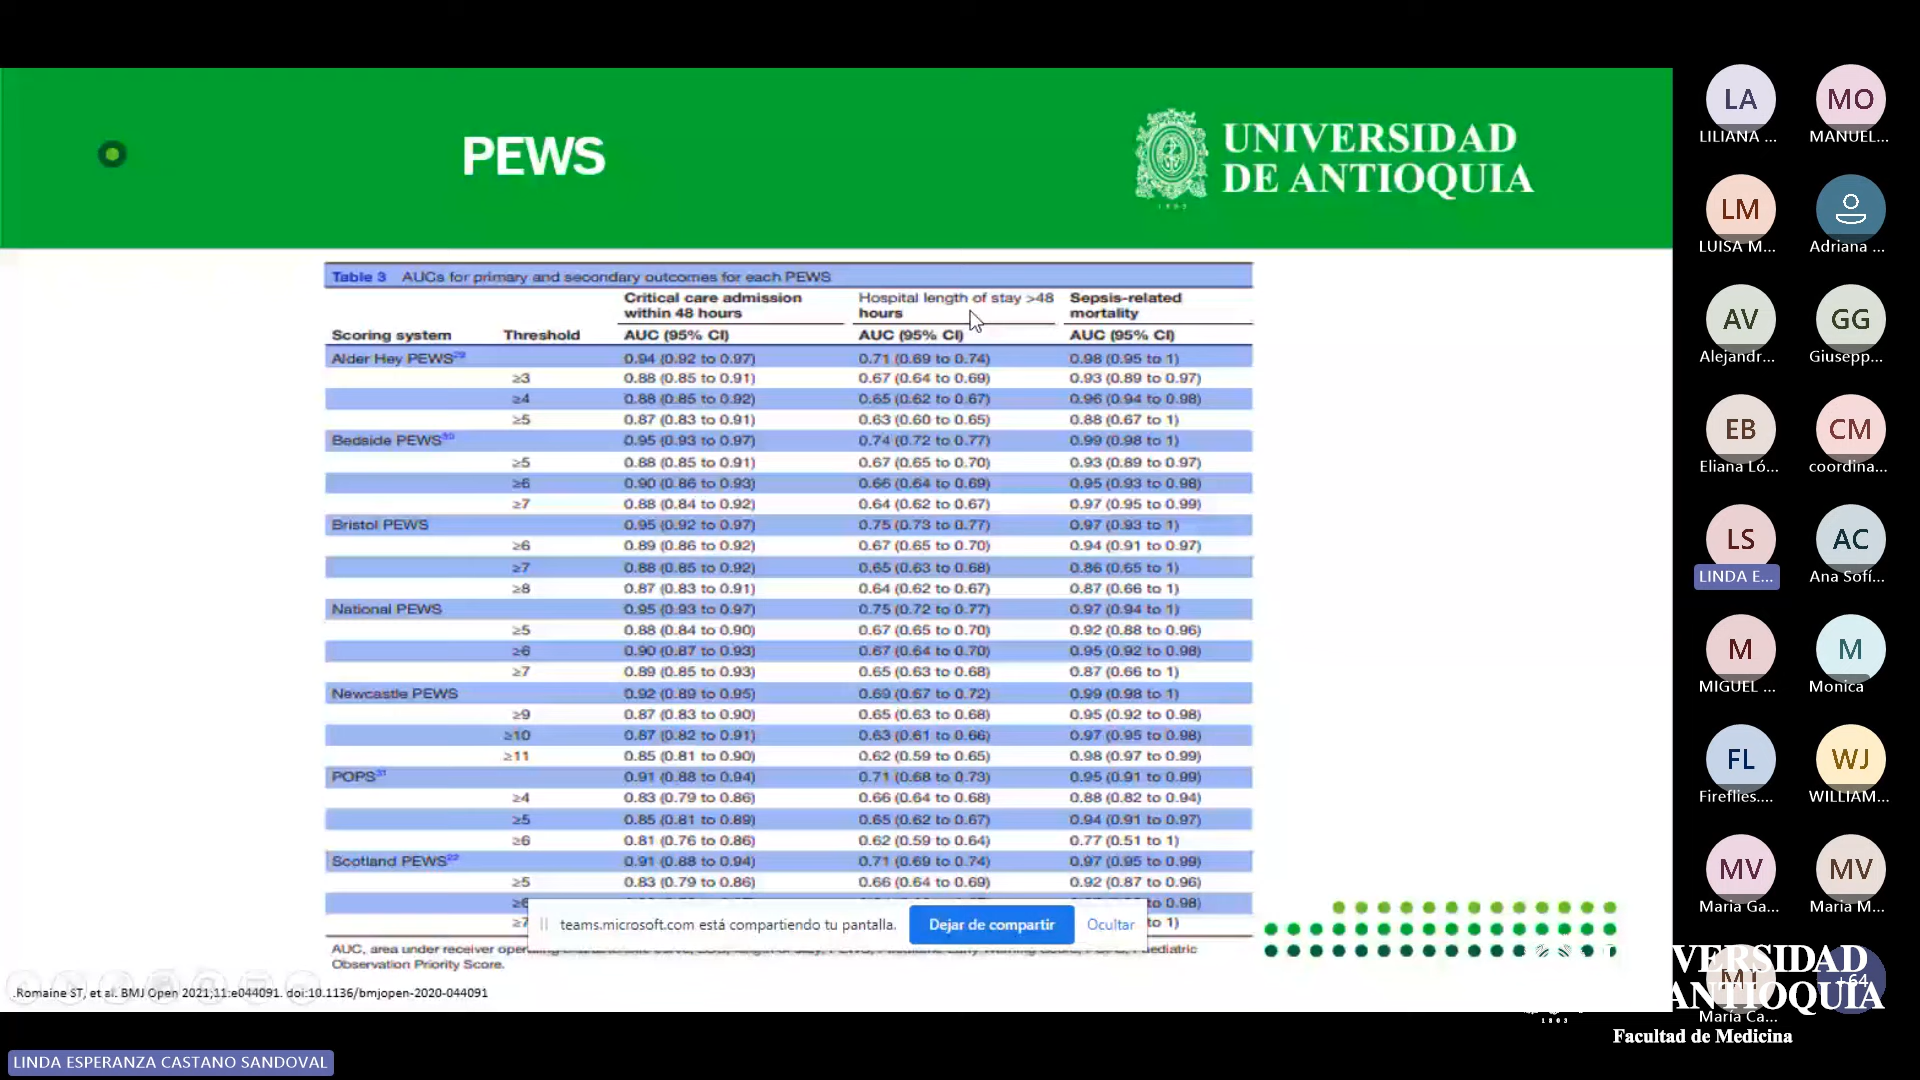 PEWS
UNIVERSIDAD
DE ANTIOQUIA
1803
Table 3 AUCs for primary and secondary outcomes for each PEWS
Critical care admission within 48 hours Hospital length of stay >48 hours Sepsis-related mortality
Scoring system Threshold AUC (95% CI) AUC (95% CI) AUC (95% CI)
Alder Hey PEWS29 0.94 (0.92 to 0.97) 0.71 (0.69 to 0.74) 0.98 (0.95 to 1)
≥3 0.88 (0.85 to 0.91) 0.67 (0.64 to 0.69) 0.93 (0.89 to 0.97)
≥4 0.88 (0.85 to 0.92) 0.65 (0.62 to 0.67) 0.96 (0.94 to 0.98)
≥5 0.87 (0.83 to 0.91) 0.63 (0.60 to 0.65) 0.88 (0.67 to 1)
Bedside PEWS30 0.95 (0.93 to 0.97) 0.74 (0.72 to 0.77) 0.99 (0.98 to 1)
≥5 0.88 (0.85 to 0.91) 0.67 (0.65 to 0.70) 0.93 (0.89 to 0.97)
≥6 0.90 (0.86 to 0.93) 0.66 (0.64 to 0.69) 0.95 (0.93 to 0.98)
≥7 0.88 (0.84 to 0.92) 0.64 (0.62 to 0.67) 0.97 (0.95 to 0.99)
Bristol PEWS 0.95 (0.92 to 0.97) 0.75 (0.73 to 0.77) 0.97 (0.93 to 1)
≥6 0.89 (0.86 to 0.92) 0.67 (0.65 to 0.70) 0.94 (0.91 to 0.97)
≥7 0.88 (0.85 to 0.92) 0.65 (0.63 to 0.68) 0.86 (0.65 to 1)
≥8 0.87 (0.83 to 0.91) 0.64 (0.62 to 0.67) 0.87 (0.66 to 1)
National PEWS 0.95 (0.93 to 0.97) 0.75 (0.72 to 0.77) 0.97 (0.94 to 1)
≥5 0.88 (0.84 to 0.90) 0.67 (0.65 to 0.70) 0.92 (0.88 to 0.96)
≥6 0.90 (0.87 to 0.93) 0.67 (0.64 to 0.70) 0.95 (0.92 to 0.98)
≥7 0.89 (0.85 to 0.93) 0.65 (0.63 to 0.68) 0.87 (0.66 to 1)
Newcastle PEWS 0.92 (0.89 to 0.95) 0.69 (0.67 to 0.72) 0.99 (0.98 to 1)
≥9 0.87 (0.83 to 0.90) 0.65 (0.63 to 0.68) 0.95 (0.92 to 0.98)
≥10 0.87 (0.82 to 0.91) 0.63 (0.61 to 0.66) 0.97 (0.95 to 0.98)
≥11 0.85 (0.81 to 0.90) 0.62 (0.59 to 0.65) 0.98 (0.97 to 0.99)
POPS31 0.91 (0.88 to 0.94) 0.71 (0.68 to 0.73) 0.95 (0.91 to 0.99)
≥4 0.83 (0.79 to 0.86) 0.66 (0.64 to 0.68) 0.88 (0.82 to 0.94)
≥5 0.85 (0.81 to 0.89) 0.65 (0.62 to 0.67) 0.94 (0.91 to 0.97)
≥6 0.81 (0.76 to 0.86) 0.62 (0.59 to 0.64) 0.77 (0.51 to 1)
Scotland PEWS22 0.91 (0.88 to 0.94) 0.71 (0.69 to 0.74) 0.97 (0.95 to 0.99)
≥5 0.83 (0.79 to 0.86) 0.66 (0.64 to 0.69) 0.92 (0.87 to 0.96)
≥6 to 0.98)
≥7 to 1)
teams.microsoft.com está compartiendo tu pantalla. Dejar de compartir Ocultar
AUC, area under receiver
Observation Priority Score.
.Romaine ST, et al. BMJ Open 2021;11:e044091. doi:10.1136/bmjopen-2020-044091
LINDA ESPERANZA CASTANO SANDOVAL
LA MO
LILIANA ... MANUEL...
LM
LUISA M... Adriana ...
AV GG
Alejandr... Giusepp...
EB CM
Eliana Ló... coordina...
LS AC
LINDA E... Ana Sofí...
M M
MIGUEL ... Monica
FL WJ
Fireflies.... WILLIAM...
MV MV
Maria Ga... Maria M...
+64
María Ca...
VERSIDAD
ANTIOQUIA
1803
Facultad de Medicina